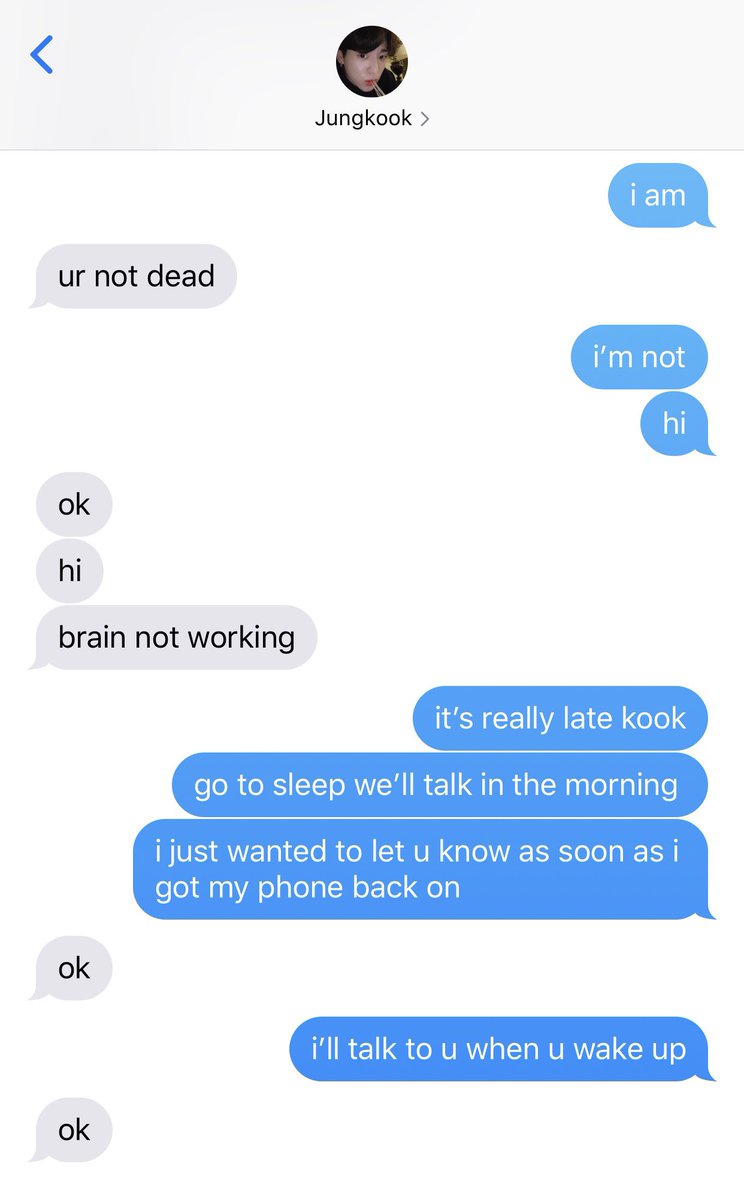 Jungkook
i am
ur not dead
i’m not
hi
ok
hi
brain not working
it’s really late kook
go to sleep we’ll talk in the morning
i just wanted to let u know as soon as i
got my phone back on
ok
i’ll talk to u when u wake up
ok